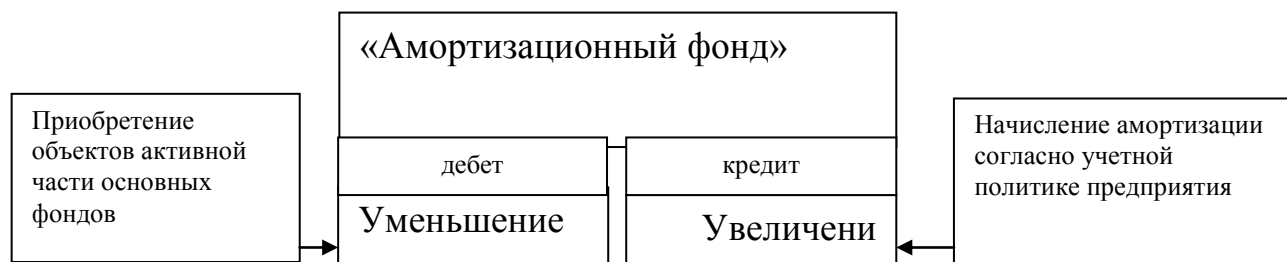 «Амортизационный фонд»
Приобретение
объектов активной
части основных
фондов
дебет
кредит
Уменьшение
Увеличени
Начисление амортизации
согласно учетной
политике предприятия